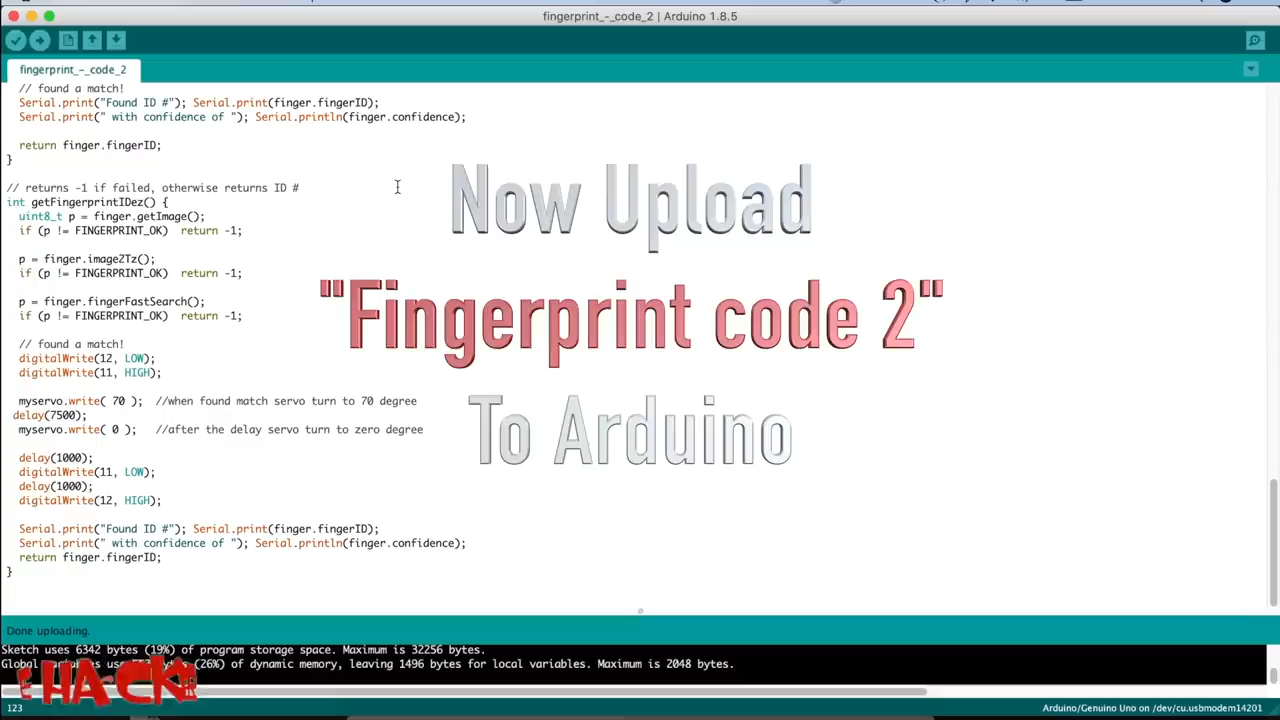 fingerprint_-_code_2 | Arduino 1.8.5
fingerprint_-_code_2
// found a match!
Serial.print("Found ID #"); Serial.print(finger.fingerID);
Serial.print(" with confidence of "); Serial.println(finger.confidence);
return finger.fingerID;
}
// returns -1 if failed, otherwise returns ID #
int getFingerprintIDez() {
uint8_t p = finger.getImage();
if (p != FINGERPRINT_OK)  return -1;
p = finger.image2Tz();
if (p != FINGERPRINT_OK)  return -1;
p = finger.fingerFastSearch();
if (p != FINGERPRINT_OK)  return -1;
// found a match!
digitalWrite(12, LOW);
digitalWrite(11, HIGH);
myservo.write( 70 );  //when found match servo turn to 70 degree
delay(7500);
myservo.write( 0 );   //after the delay servo turn to zero degree
delay(1000);
digitalWrite(11, LOW);
delay(1000);
digitalWrite(12, HIGH);
Serial.print("Found ID #"); Serial.print(finger.fingerID);
Serial.print(" with confidence of "); Serial.println(finger.confidence);
return finger.fingerID;
}
Now Upload
"Fingerprint code 2"
To Arduino
Done uploading.
Sketch uses 6342 bytes (19%) of program storage space. Maximum is 32256 bytes.
Global (26%) of dynamic memory, leaving 1496 bytes for local variables. Maximum is 2048 bytes.
HACK
123
Arduino/Genuino Uno on /dev/cu.usbmodem14201